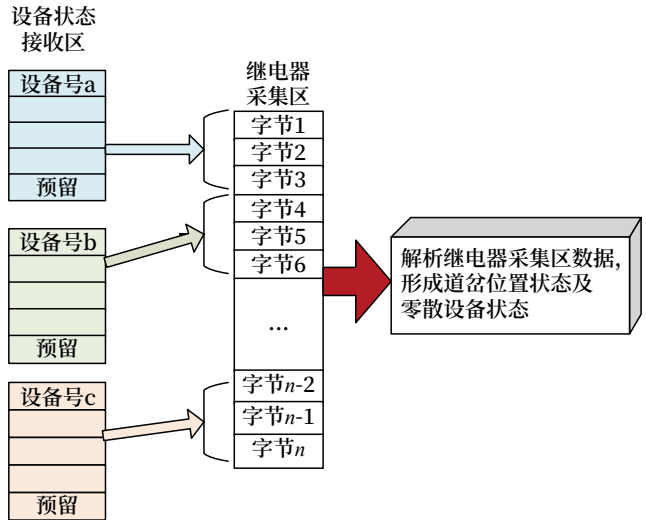 设备状态
接收区
设备号a
预留
设备号b
预留
设备号c
预留
继电器
采集区
字节1
字节2
字节3
字节4
字节5
字节6
...
字节n-2
字节n-1
字节n
解析继电器采集区数据,
形成道岔位置状态及
零散设备状态